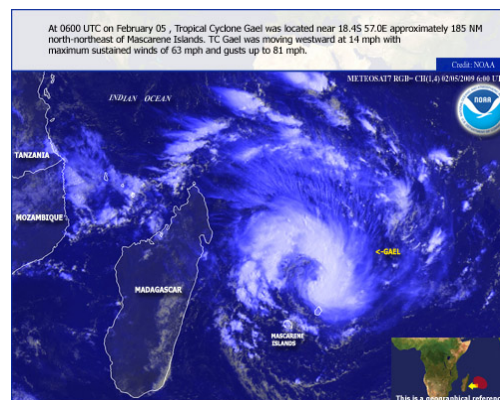 At 0600 UTC on February 05 , Tropical Cyclone Gael was located near 18.4S 57.0E approximately 185 NM
north-northeast of Mascarene Islands. TC Gael was moving westward at 14 mph with
maximum sustained winds of 63 mph and gusts up to 81 mph.
Credit: NOAA
METEOSAT7 RGB= CH(1,4) 02/05/2009 6:00 UT
INDIAN OCEAN
NOAA
TANZANIA
MOZAMBIQUE
<-GAEL
MADAGASCAR
MASCARENE
ISLANDS
This is a geographical referenc